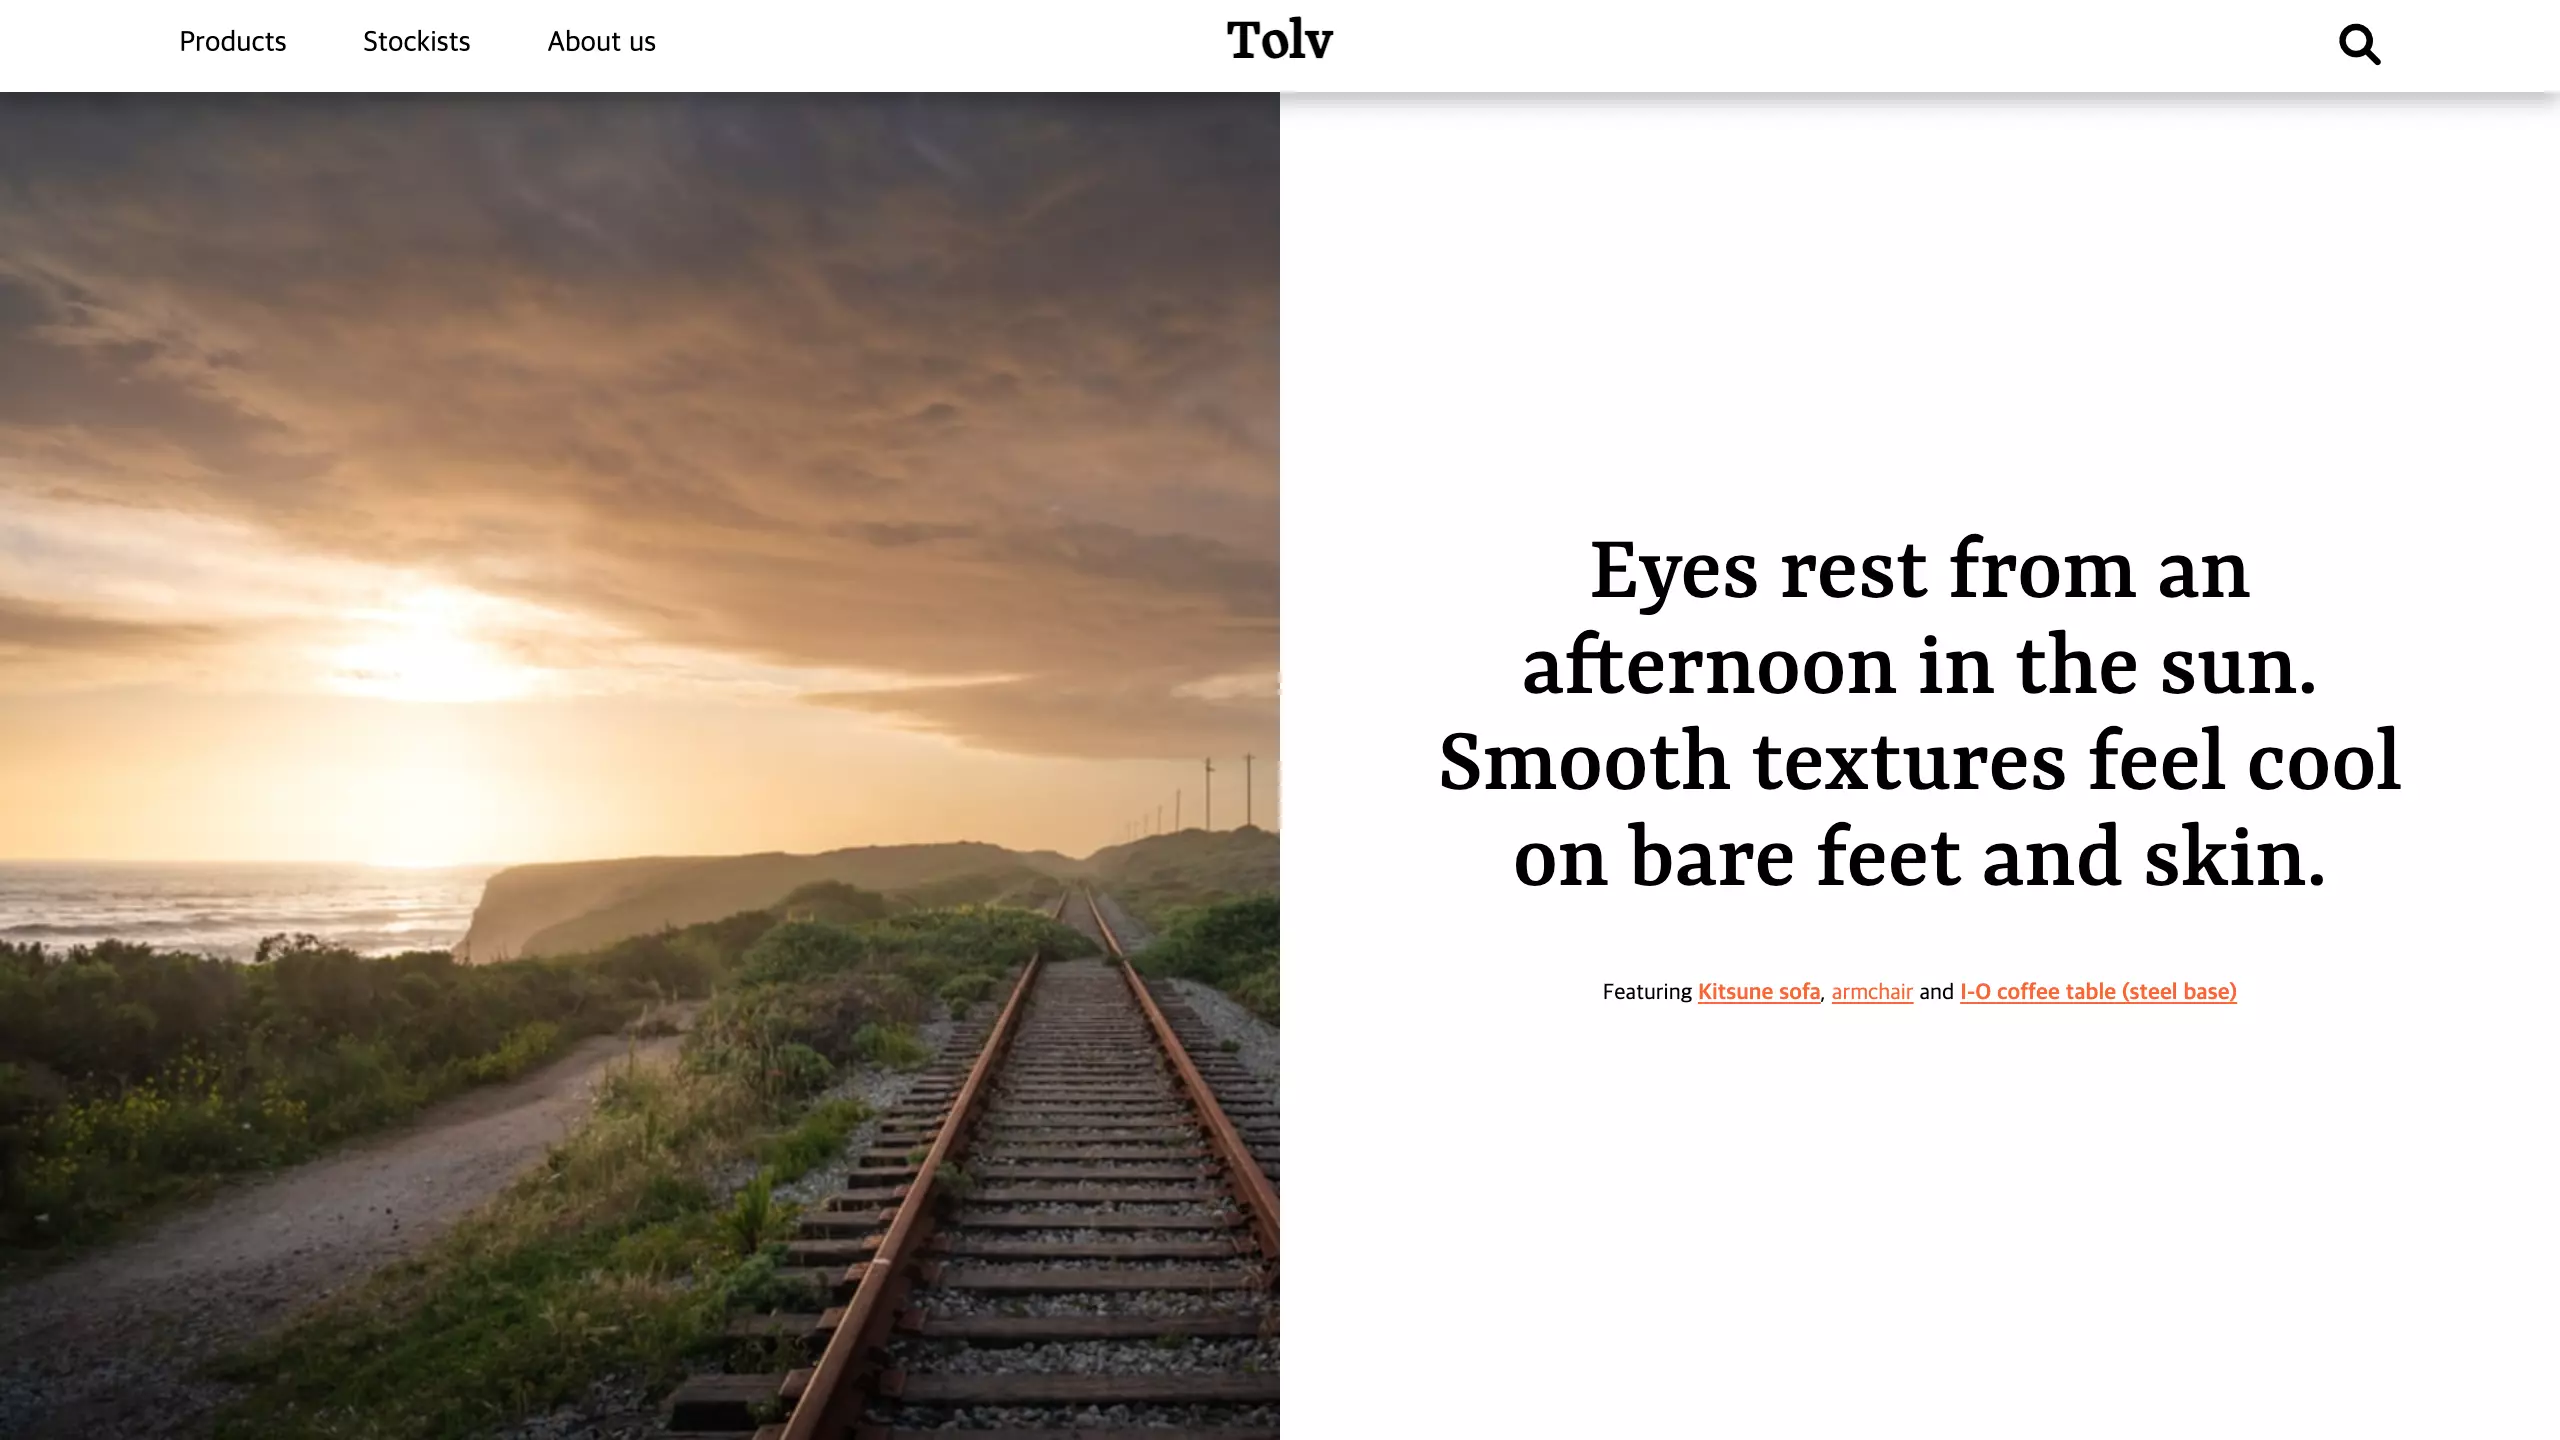 Products
Stockists
About us
Tolv
Eyes rest from an
afternoon in the sun.
Smooth textures feel cool
on bare feet and skin.
Featuring Kitsune sofa, armchair and I-O coffee table (steel base)